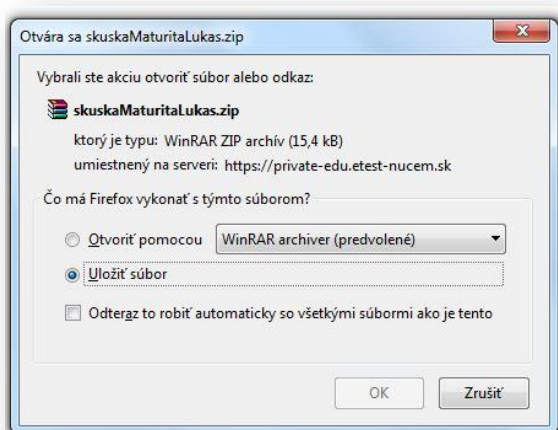 Otvára sa skuskaMaturitaLukas.zip
Vybrali ste akciu otvoriť súbor alebo odkaz:
skuskaMaturitaLukas.zip
ktorý je typu: WinRAR ZIP archív (15,4 kB)
umiestnený na serveri: https://private-edu.etest-nucem.sk
Čo má Firefox vykonať s týmto súborom?
Otvoriť pomocou WinRAR archiver (predvolené)
Uložiť súbor
Odteraz to robiť automaticky so všetkými súbormi ako je tento
OK Zrušiť